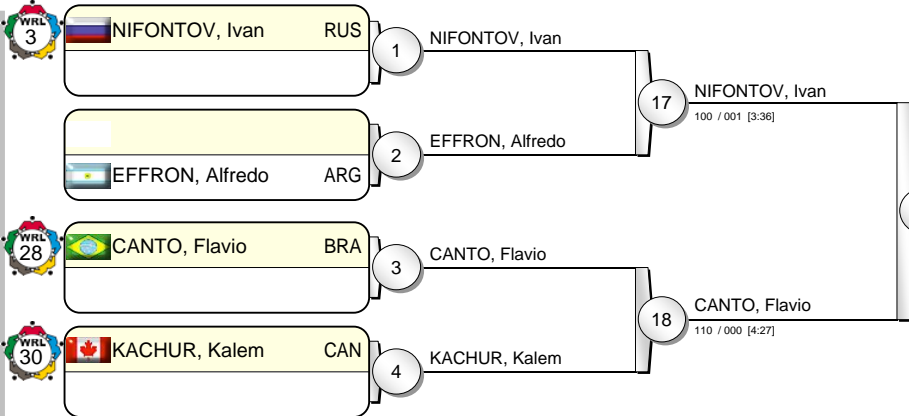 WRL
3
NIFONTOV, Ivan RUS
1
NIFONTOV, Ivan
17
NIFONTOV, Ivan
100 / 001 [3:36]
2
EFFRON, Alfredo
EFFRON, Alfredo ARG
WRL
28
CANTO, Flavio BRA
3
CANTO, Flavio
18
CANTO, Flavio
110 / 000 [4:27]
WRL
30
KACHUR, Kalem CAN
4
KACHUR, Kalem